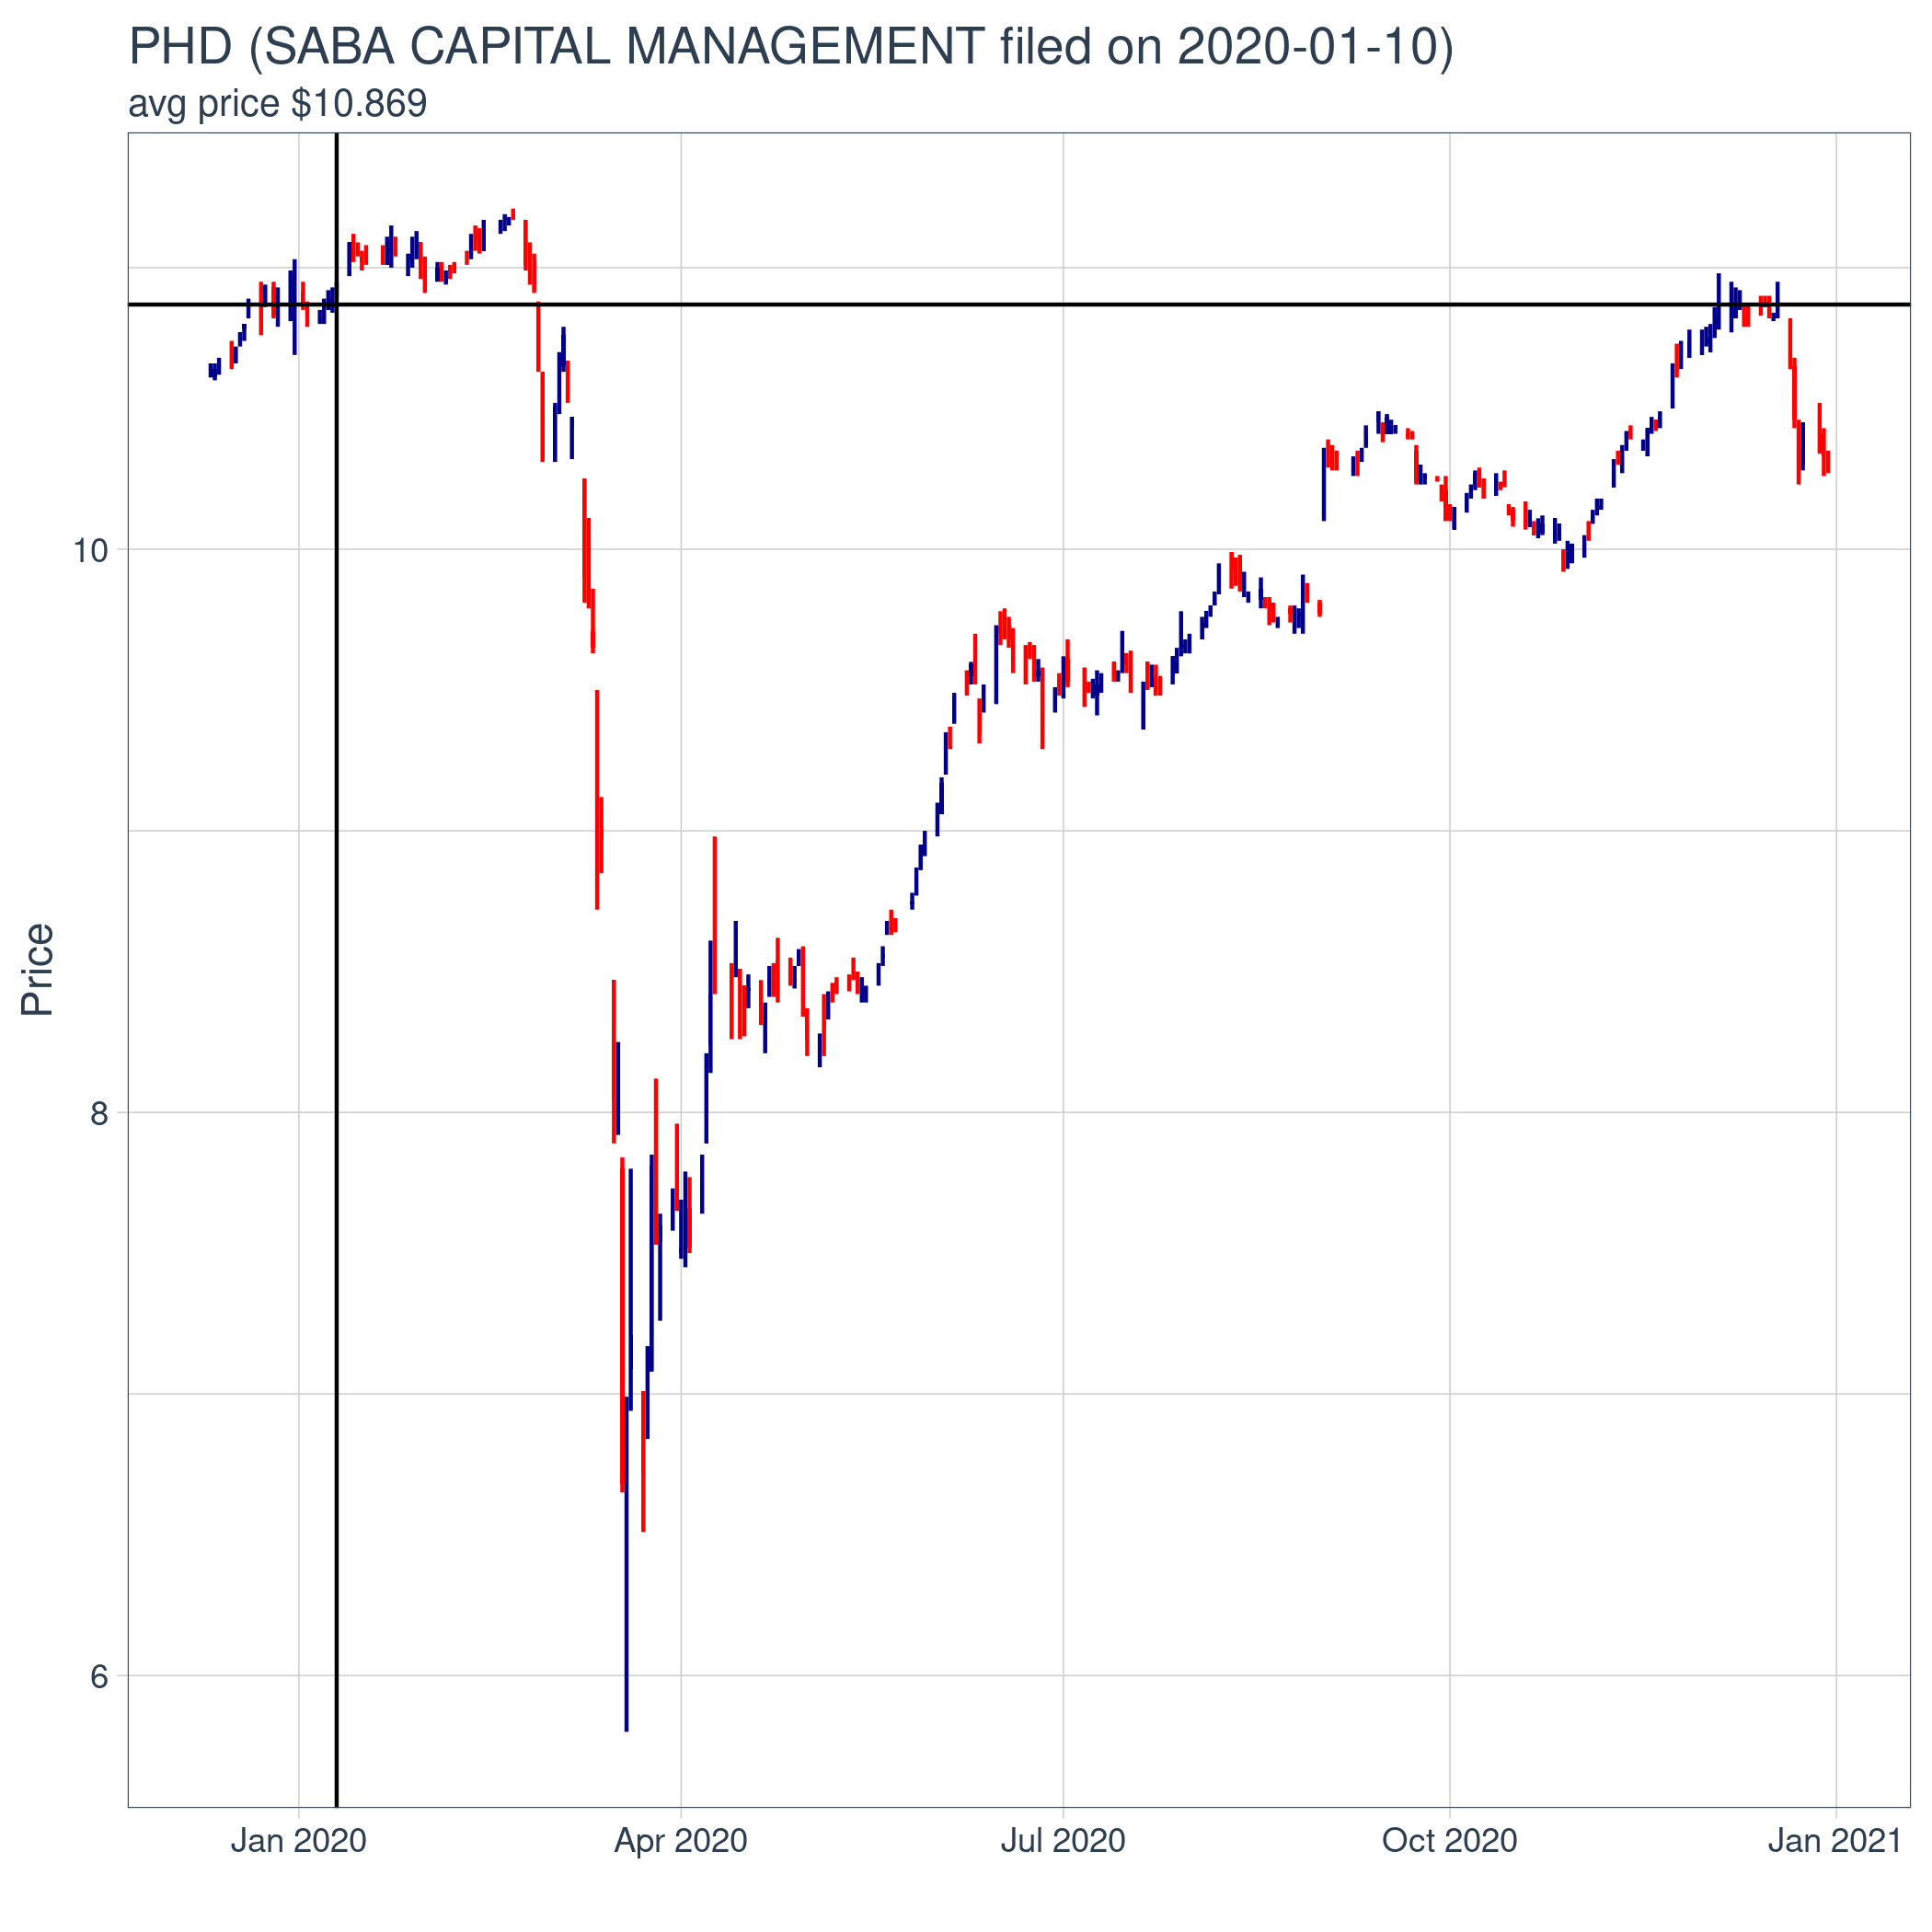 PHD (SABA CAPITAL MANAGEMENT filed on 2020-01-10)
avg price $10.869
Price
10
8
6
Jan 2020
Apr 2020
Jul 2020
Oct 2020
Jan 2021